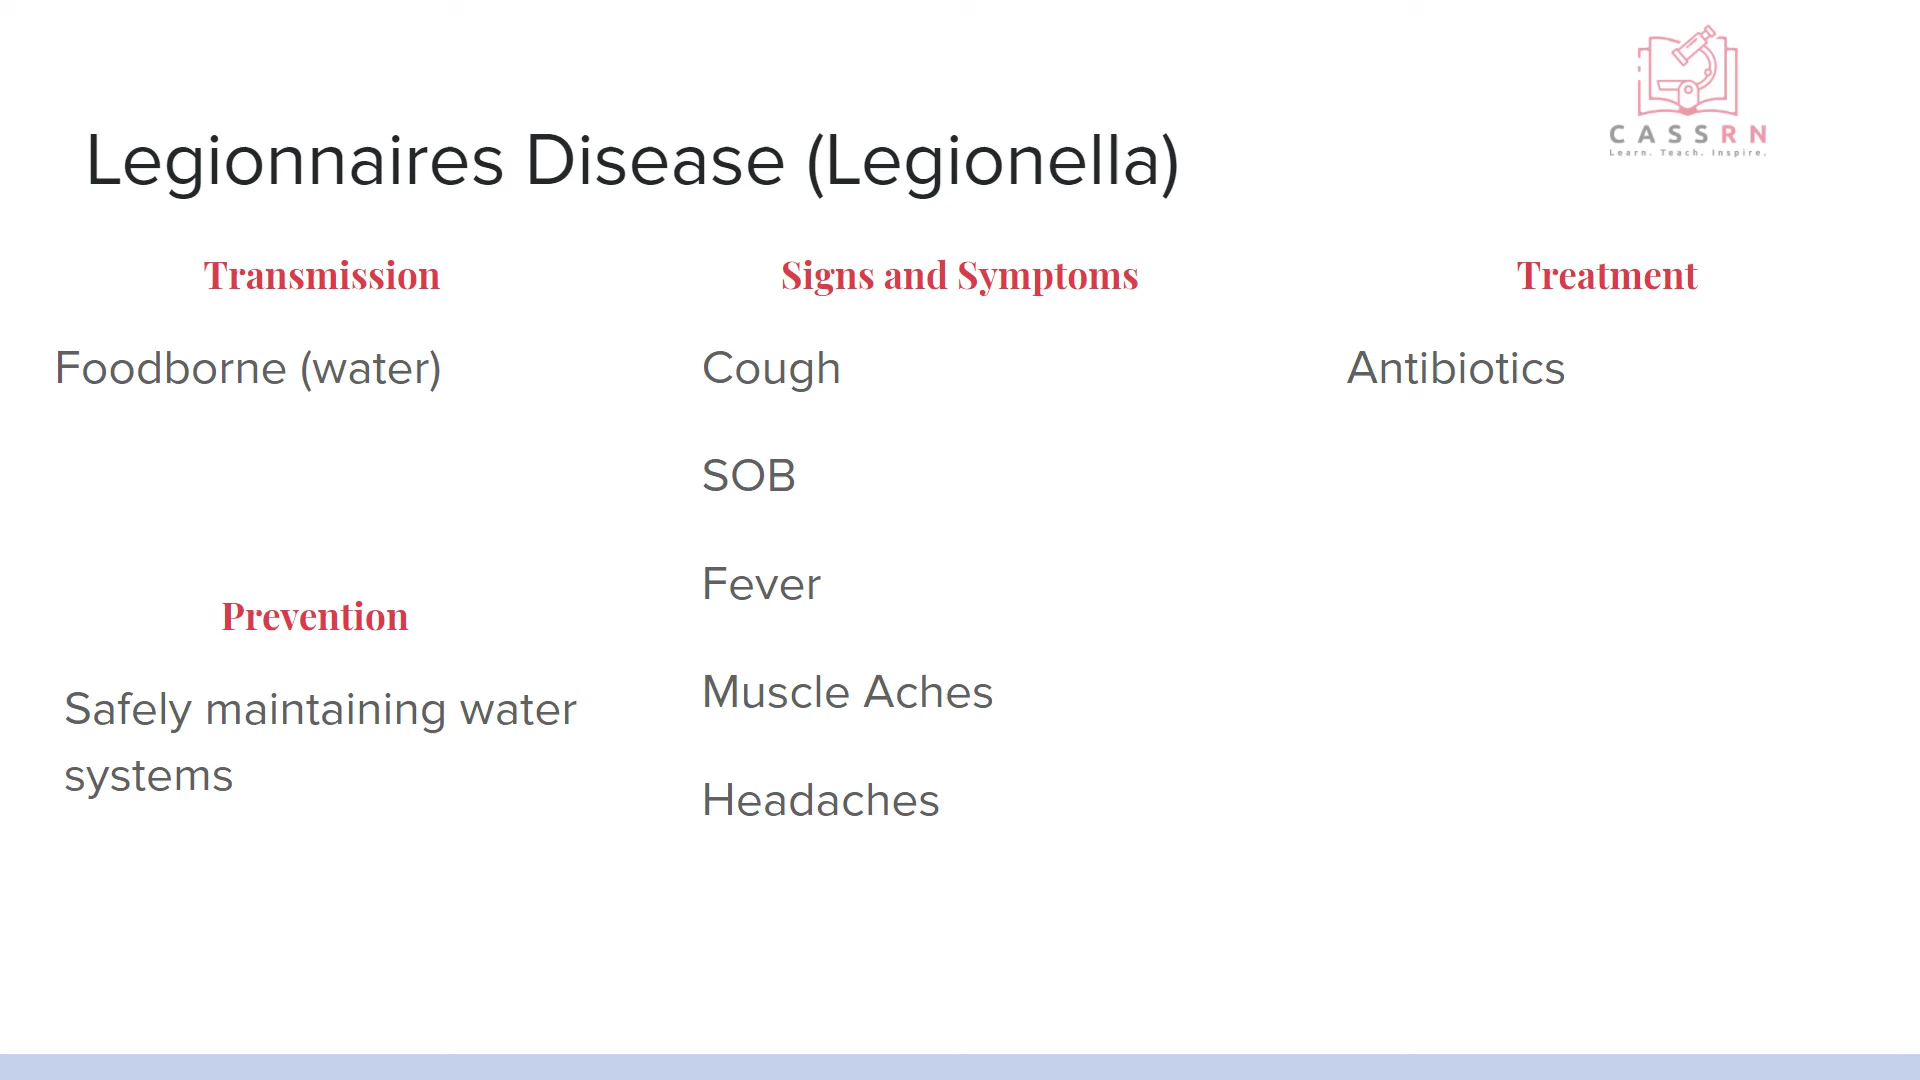 CASSRN
Learn. Teach. Inspire.
Legionnaires Disease (Legionella)
Transmission
Foodborne (water)
Prevention
Safely maintaining water
systems
Signs and Symptoms
Cough
SOB
Fever
Muscle Aches
Headaches
Treatment
Antibiotics